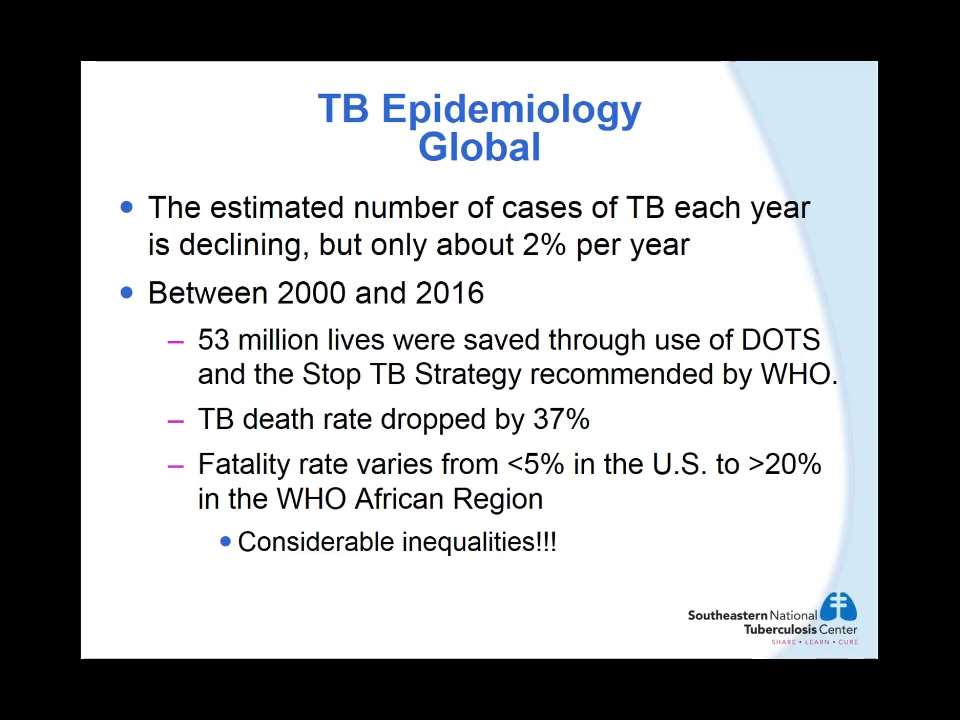 TB Epidemiology
Global
• The estimated number of cases of TB each year
is declining, but only about 2% per year
• Between 2000 and 2016
– 53 million lives were saved through use of DOTS
and the Stop TB Strategy recommended by WHO.
– TB death rate dropped by 37%
– Fatality rate varies from <5% in the U.S. to >20%
in the WHO African Region
• Considerable inequalities!!!
Southeastern National
Tuberculosis Center
SHARE • LEARN • CURE